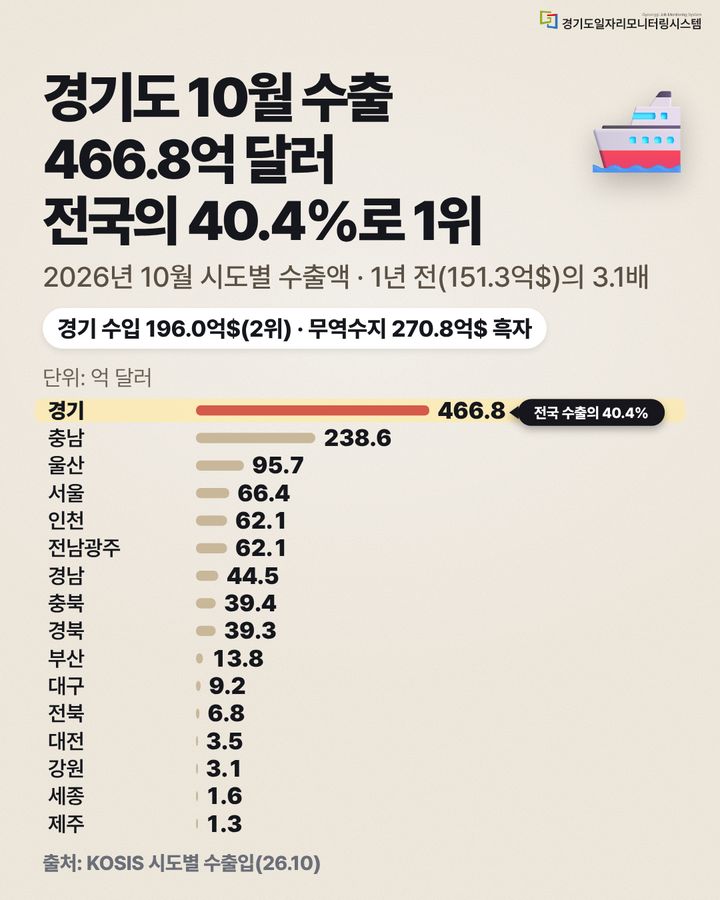 경기도일자리모니터링시스템
경기도 10월 수출
466.8억 달러
전국의 40.4%로 1위
2026년 10월 시도별 수출액 · 1년 전(151.3억$)의 3.1배
경기 수입 196.0억$(2위) · 무역수지 270.8억$ 흑자
단위: 억 달러
경기 466.8 전국 수출의 40.4%
충남 238.6
울산 95.7
서울 66.4
인천 62.1
전남광주 62.1
경남 44.5
충북 39.4
경북 39.3
부산 13.8
대구 9.2
전북 6.8
대전 3.5
강원 3.1
세종 1.6
제주 1.3
출처: KOSIS 시도별 수출입(26.10)